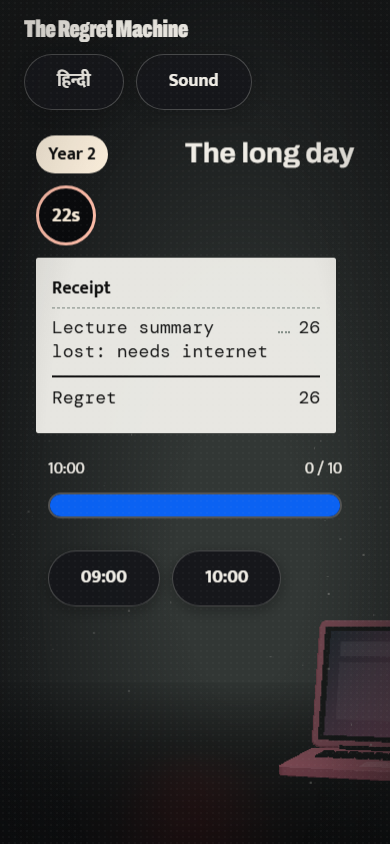 The Regret Machine
हिन्दी
Sound
Year 2
The long day
22s
Receipt
Lecture summary .... 26
lost: needs internet
Regret 26
10:00 0 / 10
09:00
10:00